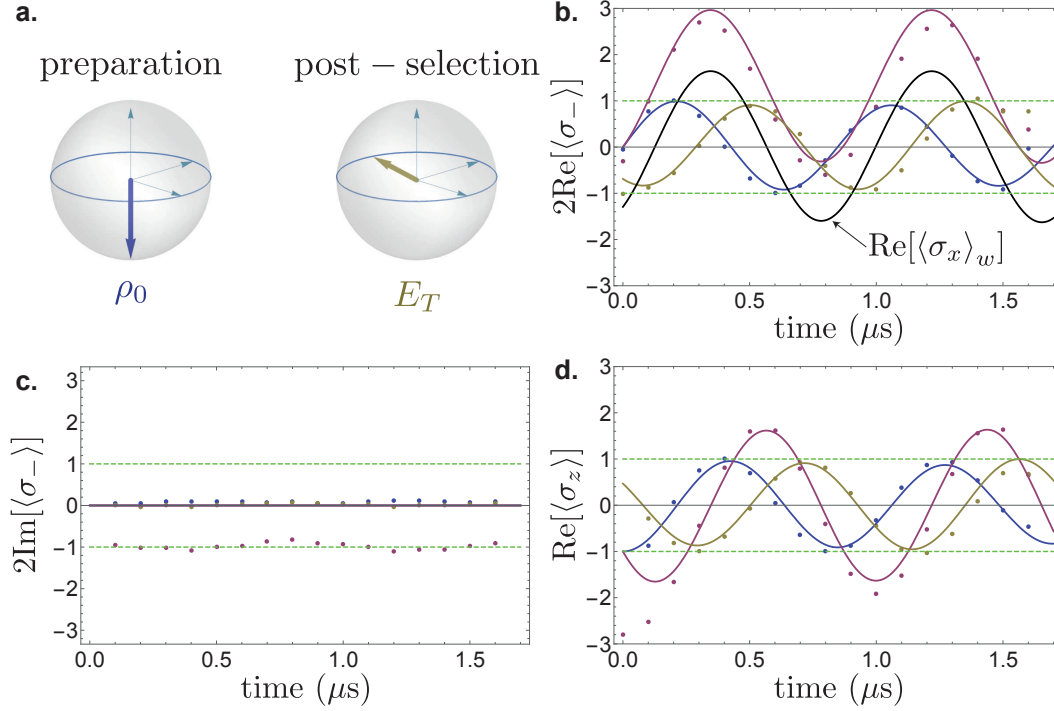 a.
preparation
post – selection
ρ₀
E_T
b.
2Re[⟨σ₋⟩]
3
2
1
0
−1
−2
−3
Re[⟨σₓ⟩_w]
0.0 0.5 1.0 1.5
time (μs)
c.
2Im[⟨σ₋⟩]
3
2
1
0
−1
−2
−3
0.0 0.5 1.0 1.5
time (μs)
d.
Re[⟨σ_z⟩]
3
2
1
0
−1
−2
−3
0.0 0.5 1.0 1.5
time (μs)